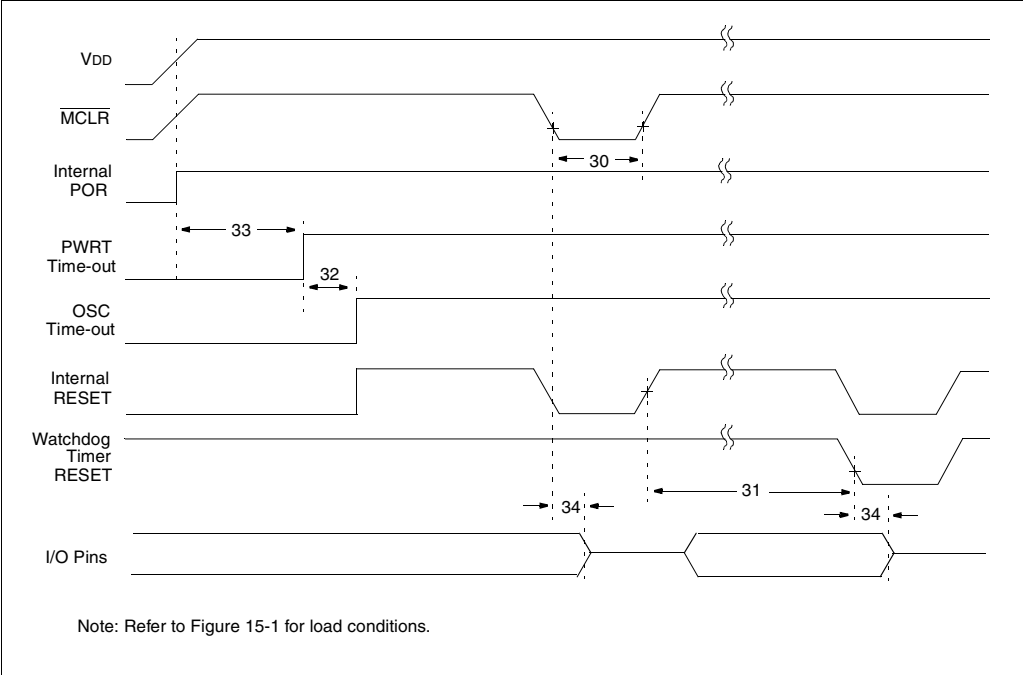 VDD
MCLR
30
Internal
POR
33
PWRT
Time-out
32
OSC
Time-out
Internal
RESET
Watchdog
Timer
RESET
31
34
34
I/O Pins
Note: Refer to Figure 15-1 for load conditions.